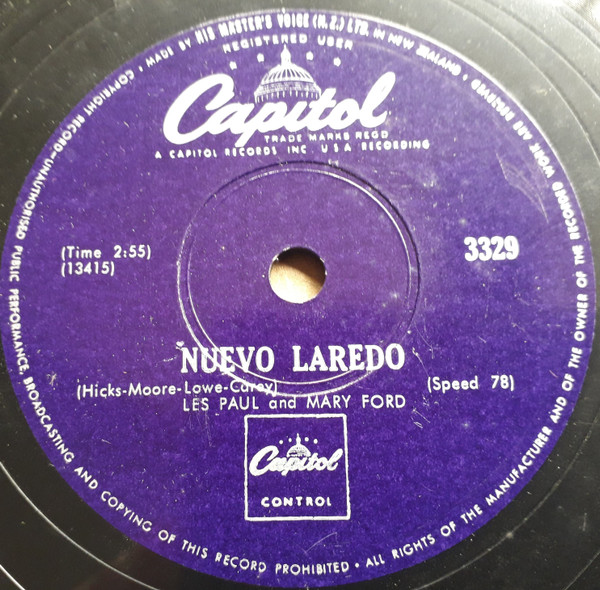 • MADE BY HIS MASTER'S VOICE (N.Z.) LTD. IN NEW ZEALAND •
REGISTERED USER
Capitol
TRADE MARKS REGD
A CAPITOL RECORDS INC. U S A RECORDING
(Time 2:55)
(13415)
3329
NUEVO LAREDO
(Hicks-Moore-Lowe-Carey)
(Speed 78)
LES PAUL and MARY FORD
Capitol
CONTROL
COPYRIGHT RECORD—UNAUTHORISED PUBLIC PERFORMANCE, BROADCASTING AND COPYING OF THIS RECORD PROHIBITED • ALL RIGHTS OF THE MANUFACTURER AND OF THE OWNER OF THE RECORDED WORK ARE RESERVED